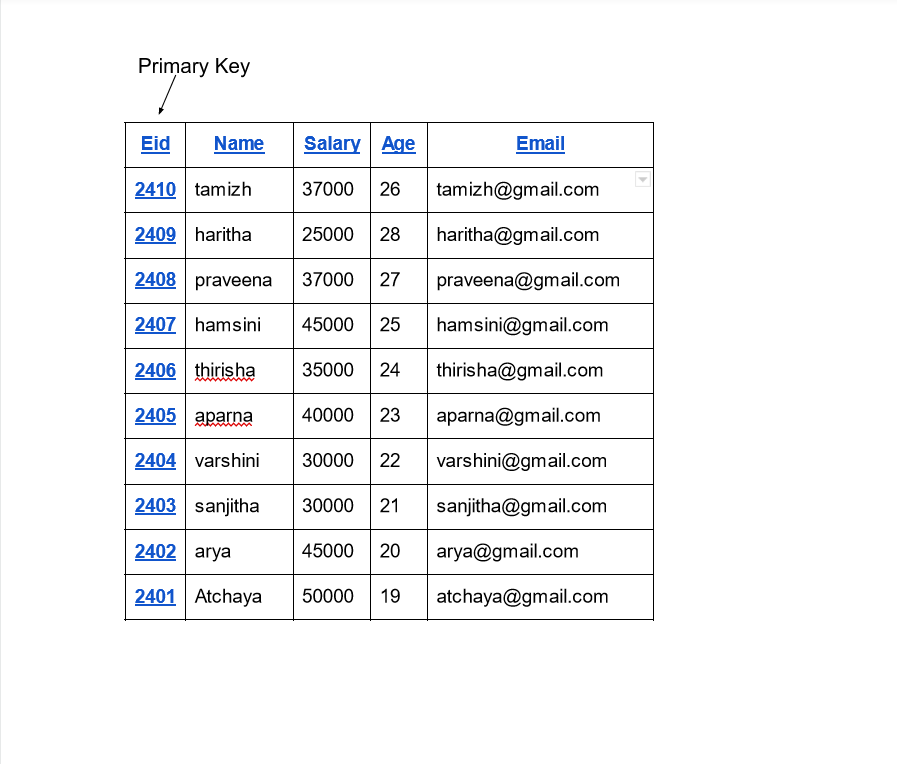 Primary Key
Eid Name Salary Age Email
2410 tamizh 37000 26 tamizh@gmail.com
2409 haritha 25000 28 haritha@gmail.com
2408 praveena 37000 27 praveena@gmail.com
2407 hamsini 45000 25 hamsini@gmail.com
2406 thirisha 35000 24 thirisha@gmail.com
2405 aparna 40000 23 aparna@gmail.com
2404 varshini 30000 22 varshini@gmail.com
2403 sanjitha 30000 21 sanjitha@gmail.com
2402 arya 45000 20 arya@gmail.com
2401 Atchaya 50000 19 atchaya@gmail.com